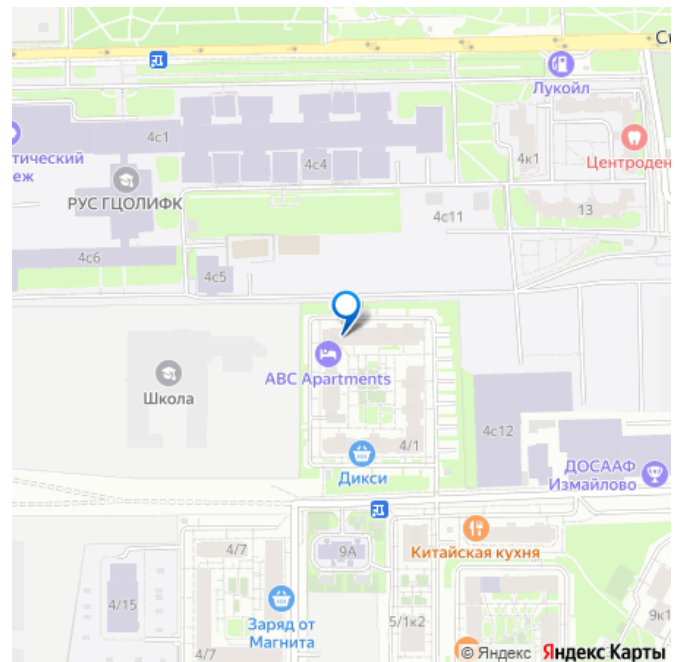 Лукойл
4с1
4к1
тический
еж
4с4
Центроден
РУС ГЦОЛИФК
4с11
13
4с6
4с5
ABC Apartments
Школа
4/1
4с12
ДОСААФ
Измайлово
Дикси
Китайская кухня
4/7
9А
4/15
Заряд от
Магнита
5/1к2
9к1
4/7
© Яндекс Яндекс Карты